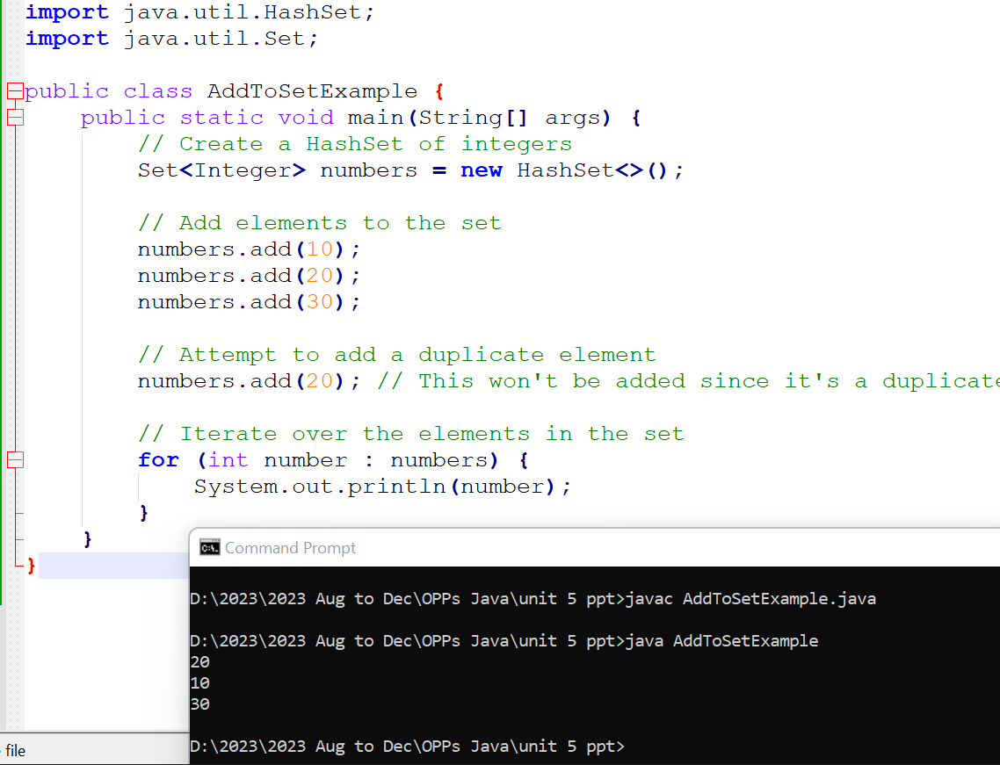 import java.util.HashSet;
import java.util.Set;
public class AddToSetExample {
public static void main(String[] args) {
// Create a HashSet of integers
Set<Integer> numbers = new HashSet<>();
// Add elements to the set
numbers.add(10);
numbers.add(20);
numbers.add(30);
// Attempt to add a duplicate element
numbers.add(20); // This won't be added since it's a duplicate
// Iterate over the elements in the set
for (int number : numbers) {
System.out.println(number);
}
}
}
Command Prompt
D:\2023\2023 Aug to Dec\OPPs Java\unit 5 ppt>javac AddToSetExample.java
D:\2023\2023 Aug to Dec\OPPs Java\unit 5 ppt>java AddToSetExample
20
10
30
D:\2023\2023 Aug to Dec\OPPs Java\unit 5 ppt>
file